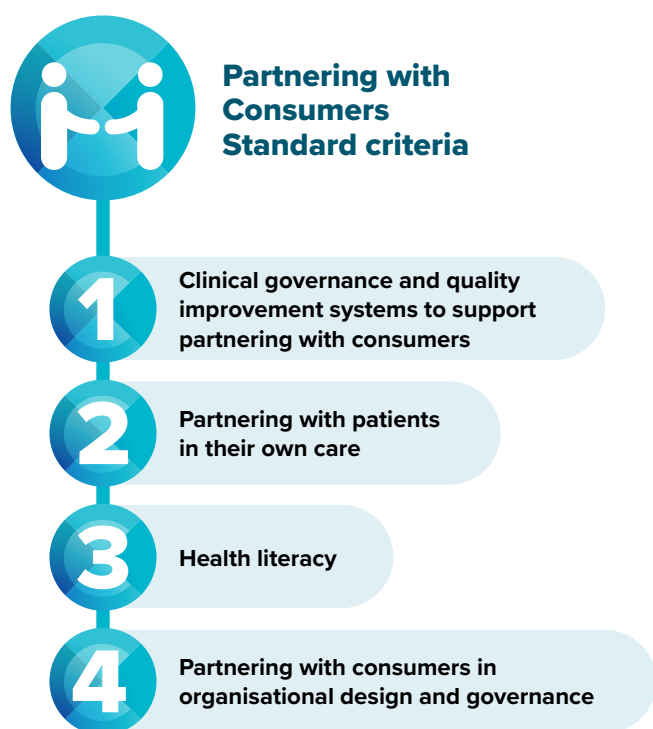 Partnering with
Consumers
Standard criteria
1
Clinical governance and quality
improvement systems to support
partnering with consumers
2
Partnering with patients
in their own care
3
Health literacy
4
Partnering with consumers in
organisational design and governance